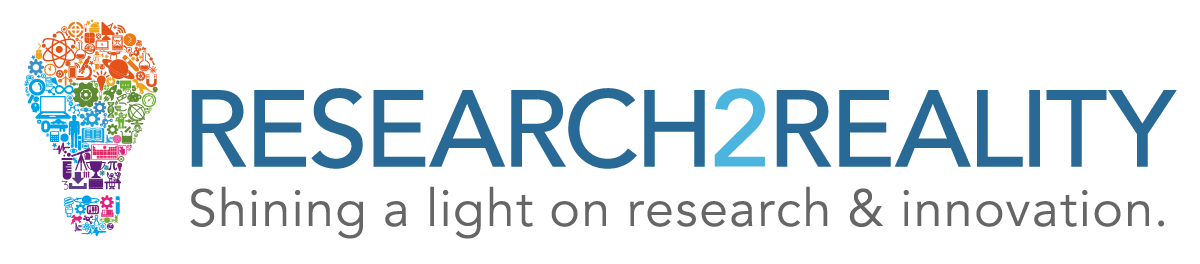 RESEARCH2REALITY
Shining a light on research & innovation.